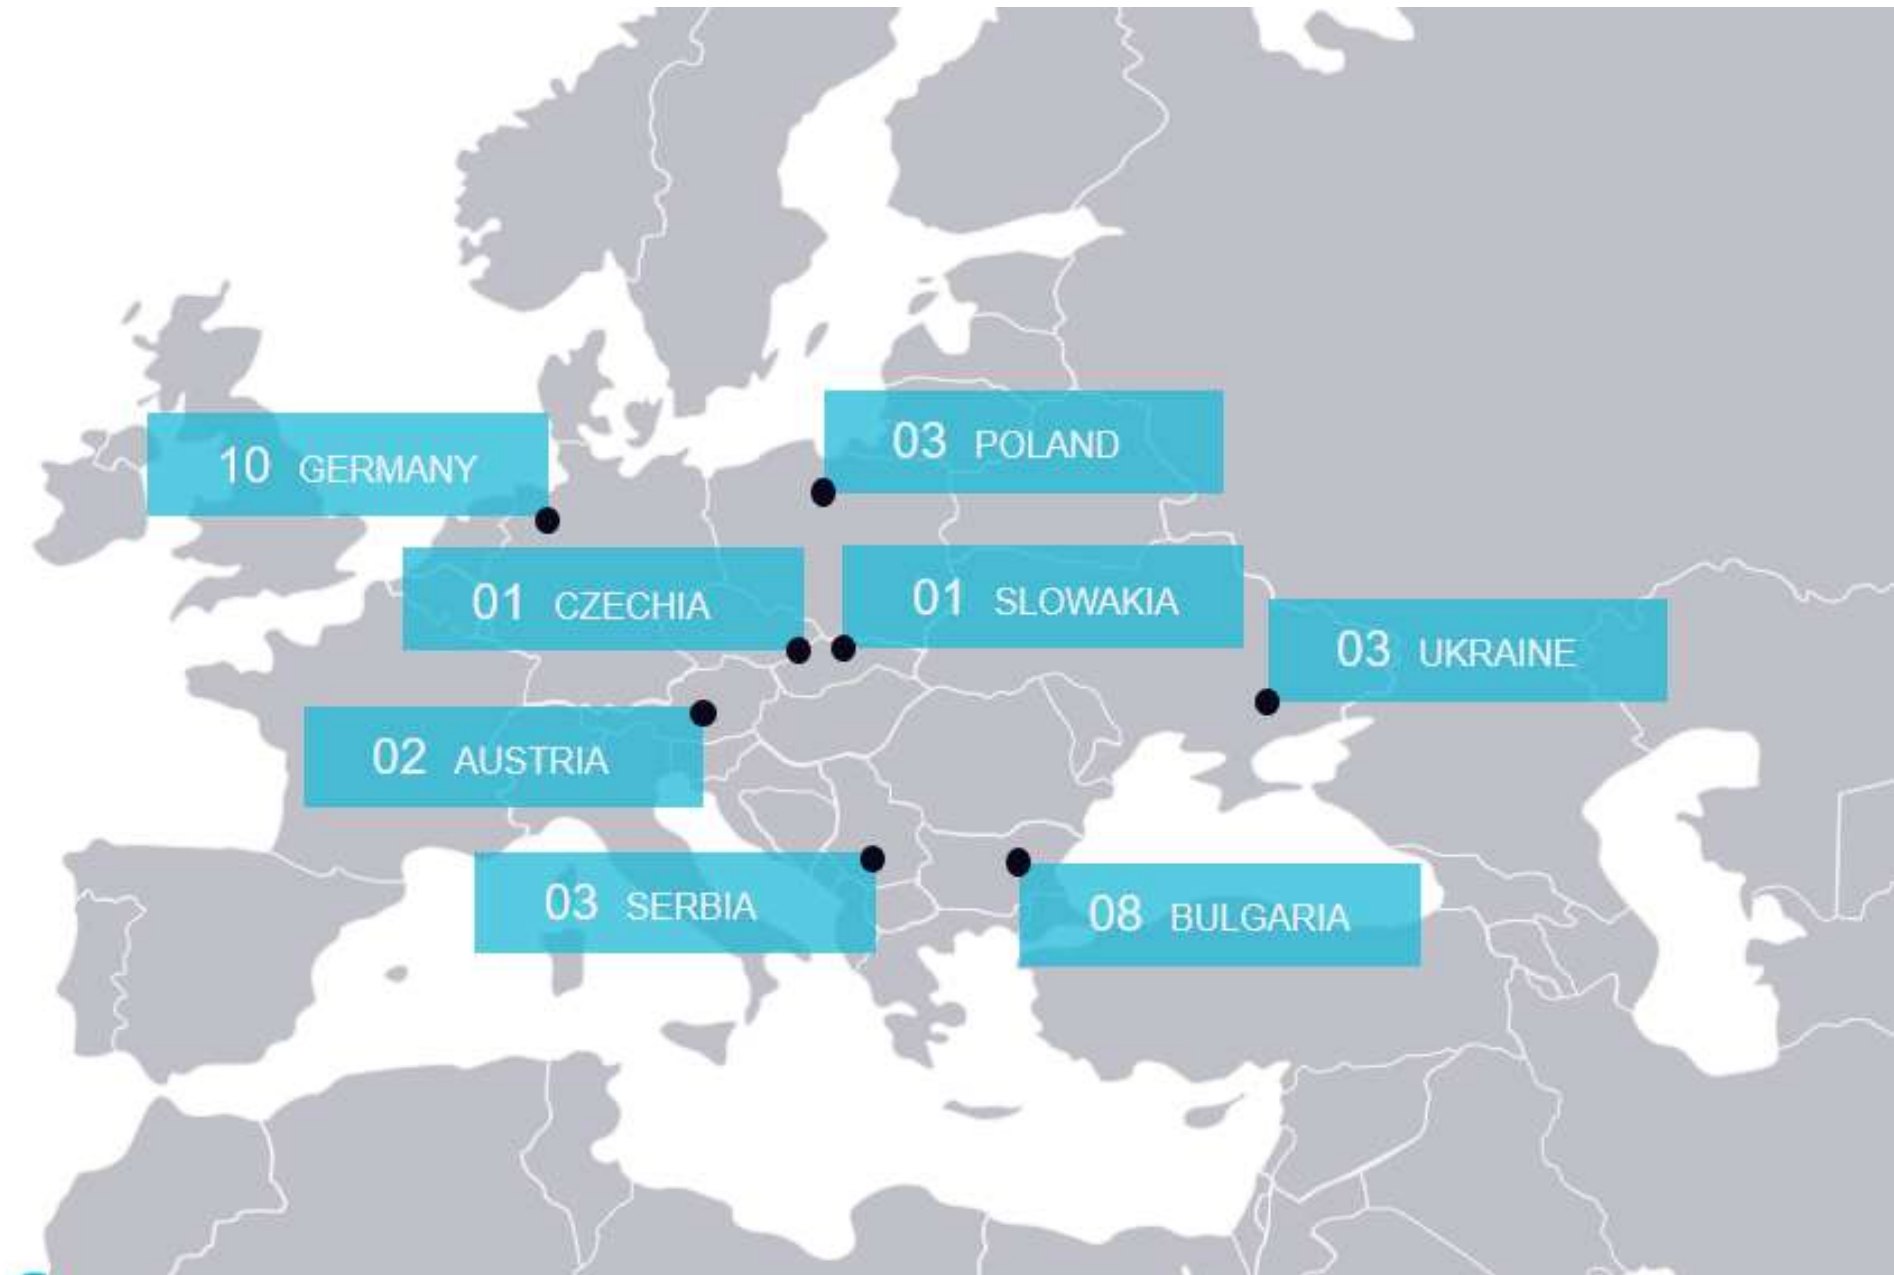 03 POLAND
10 GERMANY
01 CZECHIA
01 SLOWAKIA
03 UKRAINE
02 AUSTRIA
03 SERBIA
08 BULGARIA